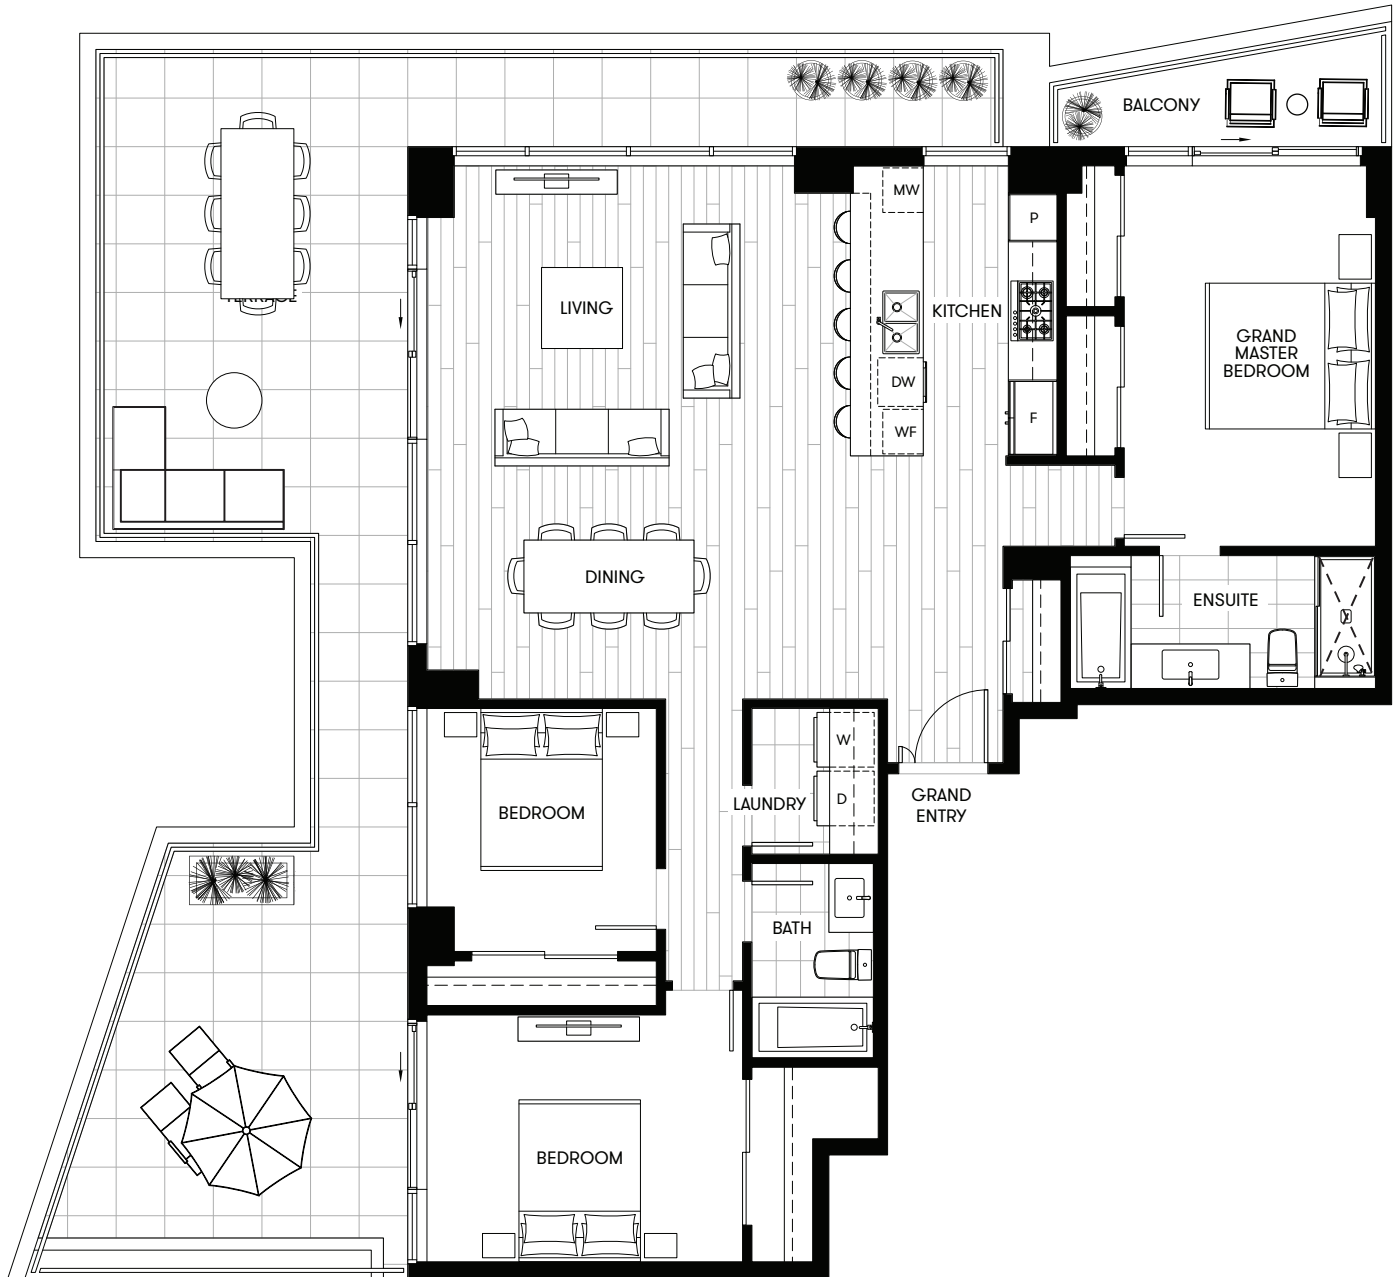 BALCONY
MW
P
LIVING
KITCHEN
GRAND
MASTER
BEDROOM
DW
F
WF
DINING
ENSUITE
W
BEDROOM
LAUNDRY
D
GRAND
ENTRY
BATH
BEDROOM